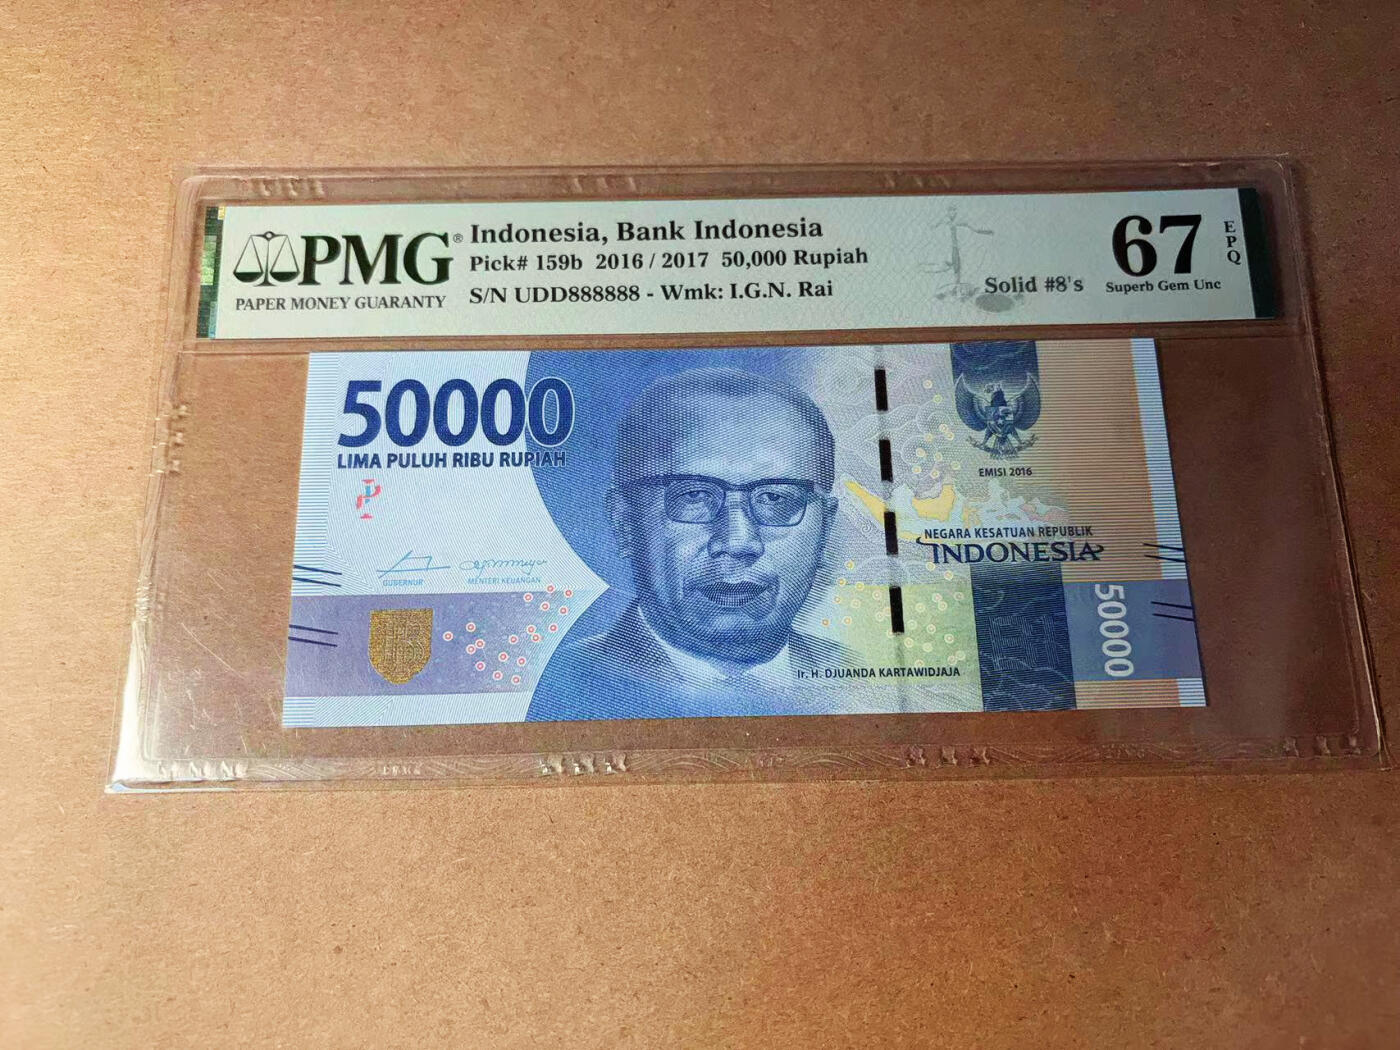 PMG®
PAPER MONEY GUARANTY
Indonesia, Bank Indonesia
Pick# 159b 2016 / 2017 50,000 Rupiah
S/N UDD888888 - Wmk: I.G.N. Rai
Solid #8's
67
EPQ
Superb Gem Unc
50000
LIMA PULUH RIBU RUPIAH
EMISI 2016
NEGARA KESATUAN REPUBLIK
INDONESIA
GUBERNUR
MENTERI KEUANGAN
50000
Ir. H. DJUANDA KARTAWIDJAJA